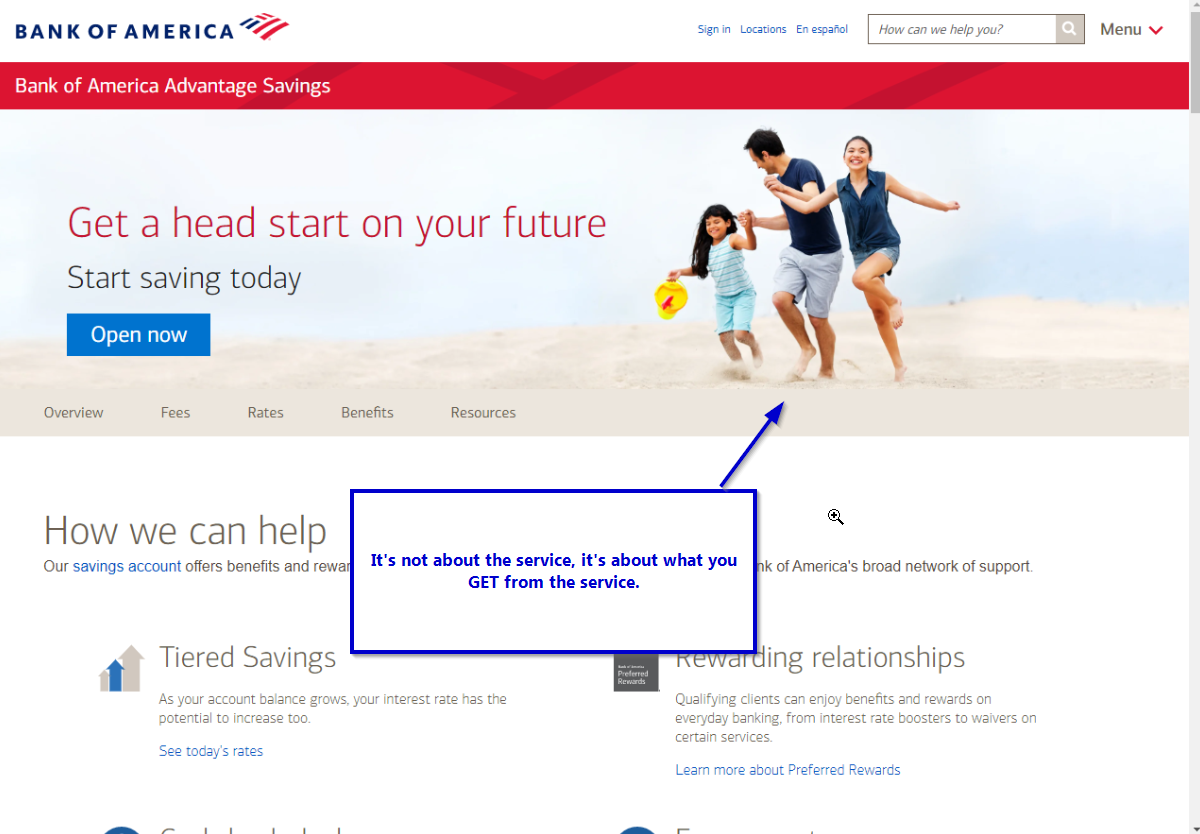 BANK OF AMERICA
Sign in Locations En español
How can we help you?
Menu
Bank of America Advantage Savings
Get a head start on your future
Start saving today
Open now
Overview Fees Rates Benefits Resources
How we can help
Our savings account offers benefits and
of America's broad network of support.
It's not about the service, it's about what you
GET from the service.
Tiered Savings
As your account balance grows, your interest rate has the
potential to increase too.
See today's rates
Bank of America
Preferred
Rewards
Rewarding relationships
Qualifying clients can enjoy benefits and rewards on
everyday banking, from interest rate boosters to waivers on
certain services.
Learn more about Preferred Rewards